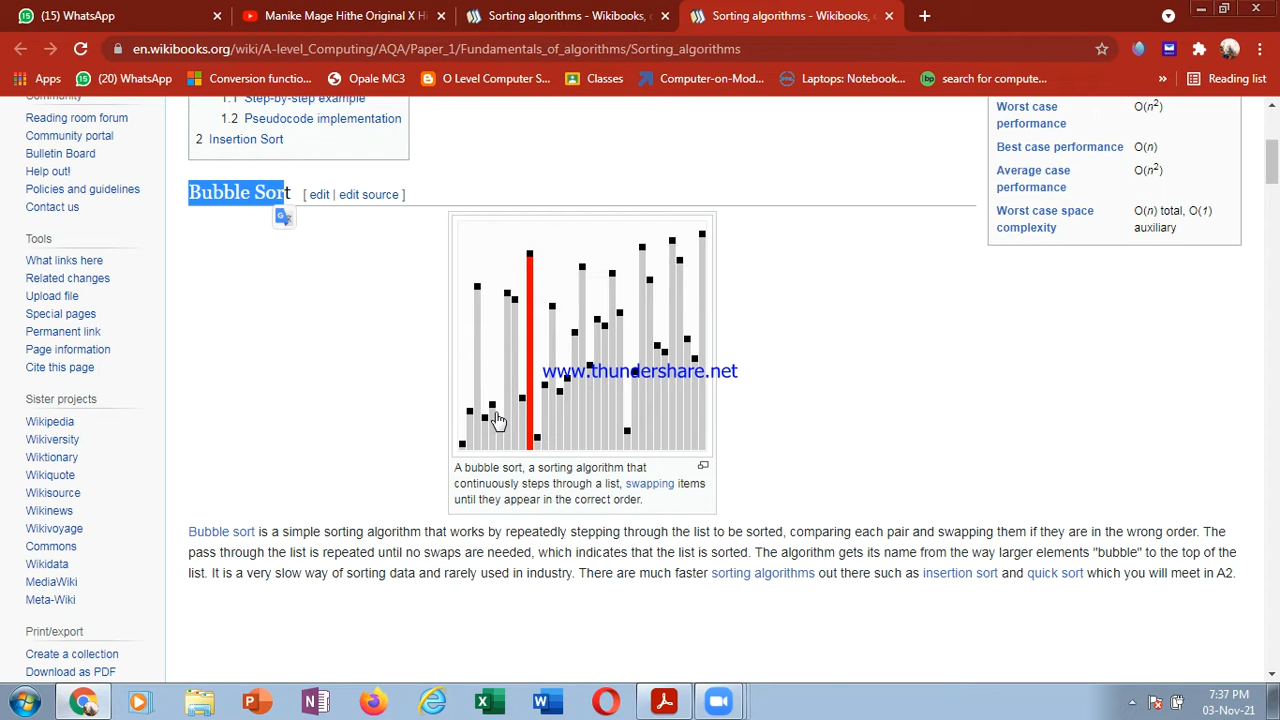 (15) WhatsApp
Manike Mage Hithe Original X Hi
Sorting algorithms - Wikibooks,
Sorting algorithms - Wikibooks,
en.wikibooks.org/wiki/A-level_Computing/AQA/Paper_1/Fundamentals_of_algorithms/Sorting_algorithms
Apps
(20) WhatsApp
Conversion functio...
Opale MC3
O Level Computer S...
Classes
Computer-on-Mod...
Laptops: Notebook...
search for compute...
»
Reading list
Community
Reading room forum
Community portal
Bulletin Board
Help out!
Policies and guidelines
Contact us
Tools
What links here
Related changes
Upload file
Special pages
Permanent link
Page information
Cite this page
Sister projects
Wikipedia
Wikiversity
Wiktionary
Wikiquote
Wikisource
Wikinews
Wikivoyage
Commons
Wikidata
MediaWiki
Meta-Wiki
Print/export
Create a collection
Download as PDF
1.1 Step-by-step example
1.2 Pseudocode implementation
2 Insertion Sort
Bubble Sort [ edit | edit source ]
www.thundershare.net
A bubble sort, a sorting algorithm that
continuously steps through a list, swapping items
until they appear in the correct order.
Worst case performance O(n²)
Best case performance O(n)
Average case performance O(n²)
Worst case space complexity O(n) total, O(1) auxiliary
Bubble sort is a simple sorting algorithm that works by repeatedly stepping through the list to be sorted, comparing each pair and swapping them if they are in the wrong order. The
pass through the list is repeated until no swaps are needed, which indicates that the list is sorted. The algorithm gets its name from the way larger elements "bubble" to the top of the
list. It is a very slow way of sorting data and rarely used in industry. There are much faster sorting algorithms out there such as insertion sort and quick sort which you will meet in A2.
7:37 PM
03-Nov-21